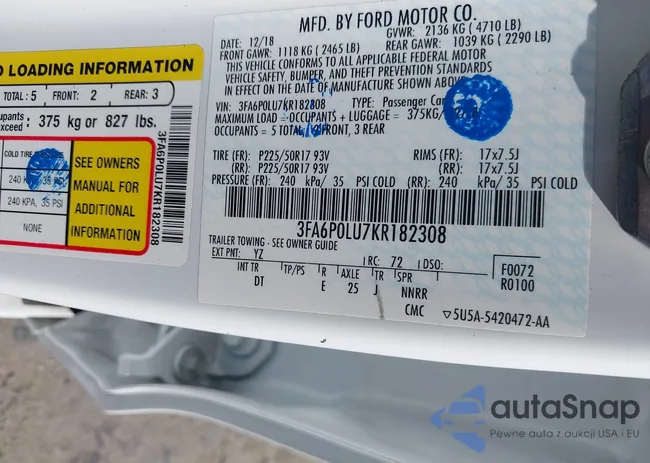 O LOADING INFORMATION
TOTAL: 5 FRONT: 2 REAR: 3
upants
exceed : 375 kg or 827 lbs.
COLD TIRE
240 35 PSI
240 KPA, 35 PSI
NONE
SEE OWNERS
MANUAL FOR
ADDITIONAL
INFORMATION
3FA6P0LU7KR182308
MFD. BY FORD MOTOR CO.
DATE: 12/18 GVWR: 2136 KG ( 4710 LB)
FRONT GAWR: 1118 KG ( 2465 LB) REAR GAWR: 1039 KG ( 2290 LB)
THIS VEHICLE CONFORMS TO ALL APPLICABLE FEDERAL MOTOR
VEHICLE SAFETY, BUMPER, AND THEFT PREVENTION STANDARDS
IN EFFECT ON THE DATE OF MANUFACTURE SHOWN ABOVE.
VIN: 3FA6P0LU7KR182308 TYPE: Passenger Car
MAXIMUM LOAD = OCCUPANTS + LUGGAGE = 375KG/
OCCUPANTS = 5 TOTAL, 2 FRONT, 3 REAR
TIRE (FR): P225/50R17 93V RIMS (FR): 17x7.5J
(RR): P225/50R17 93V (RR): 17x7.5J
PRESSURE (FR): 240 kPa/ 35 PSI COLD (RR): 240 kPa/ 35 PSI COLD
3FA6P0LU7KR182308
TRAILER TOWING - SEE OWNER GUIDE
EXT PNT: YZ RC: 72 DSO: F0072
R0100
INT TR TP/PS R AXLE TR SPR
DT E 25 J NNRR
CMC ▽5U5A-5420472-AA
autaSnap
Pewne auta z aukcji USA i EU